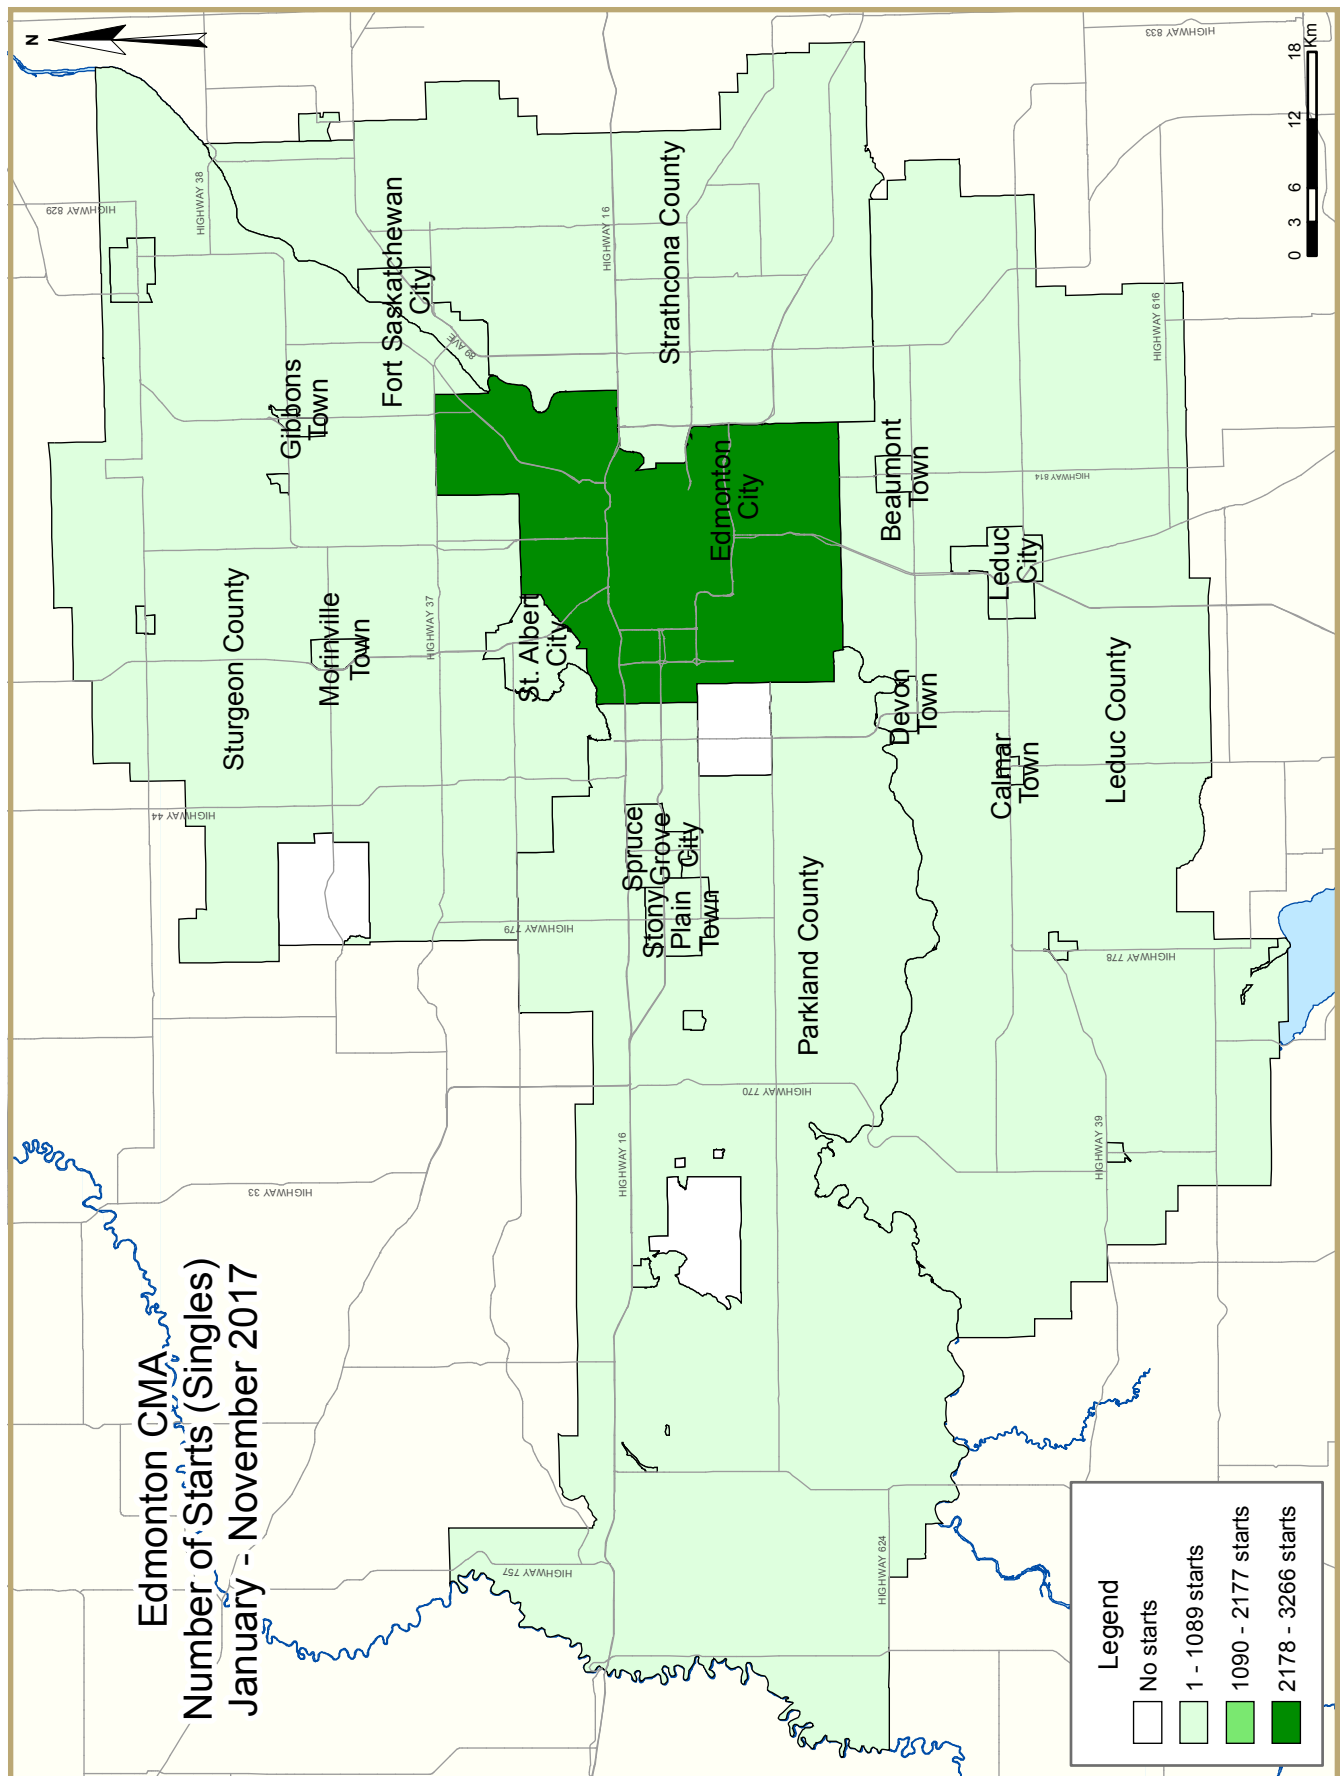 Edmonton CMA
Number of Starts (Singles)
January - November 2017
N
HIGHWAY 829
HIGHWAY 38
HIGHWAY 833
Fort Saskatchewan
City
Gibbons
Town
89 AVE
HIGHWAY 16
Strathcona County
HIGHWAY 616
Sturgeon County
Morinville
Town
HIGHWAY 37
St. Albert
City
Edmonton
City
Beaumont
Town
HIGHWAY 814
Leduc
City
HIGHWAY 44
Spruce
Grove
City
Stony
Plain
Town
HIGHWAY 779
Devon
Town
Calmar
Town
Leduc County
Parkland County
HIGHWAY 778
HIGHWAY 770
HIGHWAY 39
HIGHWAY 33
HIGHWAY 16
HIGHWAY 757
HIGHWAY 624
0 3 6 12 18
Km
Legend
No starts
1 - 1089 starts
1090 - 2177 starts
2178 - 3266 starts